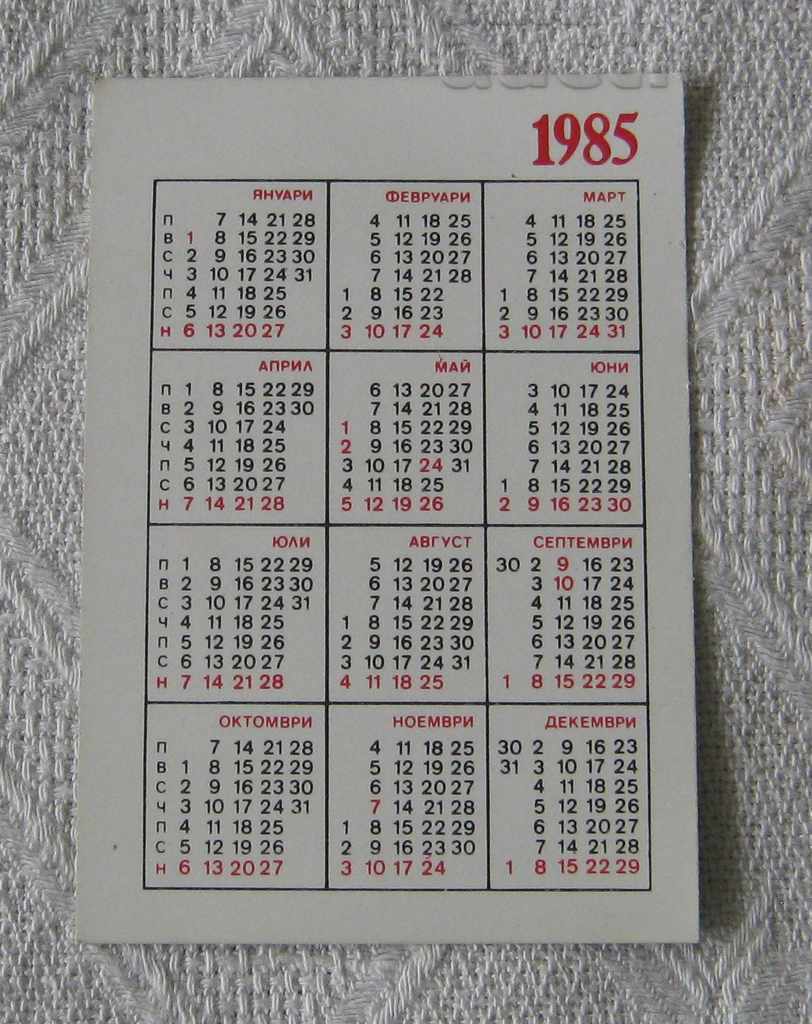 1985
ЯНУАРИ ФЕВРУАРИ МАРТ
П 7 14 21 28 4 11 18 25 4 11 18 25
В 1 8 15 22 29 5 12 19 26 5 12 19 26
С 2 9 16 23 30 6 13 20 27 6 13 20 27
Ч 3 10 17 24 31 7 14 21 28 7 14 21 28
П 4 11 18 25 1 8 15 22 1 8 15 22 29
С 5 12 19 26 2 9 16 23 2 9 16 23 30
Н 6 13 20 27 3 10 17 24 3 10 17 24 31
АПРИЛ МАЙ ЮНИ
П 1 8 15 22 29 6 13 20 27 3 10 17 24
В 2 9 16 23 30 7 14 21 28 4 11 18 25
С 3 10 17 24 1 8 15 22 29 5 12 19 26
Ч 4 11 18 25 2 9 16 23 30 6 13 20 27
П 5 12 19 26 3 10 17 24 31 7 14 21 28
С 6 13 20 27 4 11 18 25 1 8 15 22 29
Н 7 14 21 28 5 12 19 26 2 9 16 23 30
ЮЛИ АВГУСТ СЕПТЕМВРИ
П 1 8 15 22 29 5 12 19 26 30 2 9 16 23
В 2 9 16 23 30 6 13 20 27 3 10 17 24
С 3 10 17 24 31 7 14 21 28 4 11 18 25
Ч 4 11 18 25 1 8 15 22 29 5 12 19 26
П 5 12 19 26 2 9 16 23 30 6 13 20 27
С 6 13 20 27 3 10 17 24 31 7 14 21 28
Н 7 14 21 28 4 11 18 25 1 8 15 22 29
ОКТОМВРИ НОЕМВРИ ДЕКЕМВРИ
П 7 14 21 28 4 11 18 25 30 2 9 16 23
В 1 8 15 22 29 5 12 19 26 31 3 10 17 24
С 2 9 16 23 30 6 13 20 27 4 11 18 25
Ч 3 10 17 24 31 7 14 21 28 5 12 19 26
П 4 11 18 25 1 8 15 22 29 6 13 20 27
С 5 12 19 26 2 9 16 23 30 7 14 21 28
Н 6 13 20 27 3 10 17 24 1 8 15 22 29